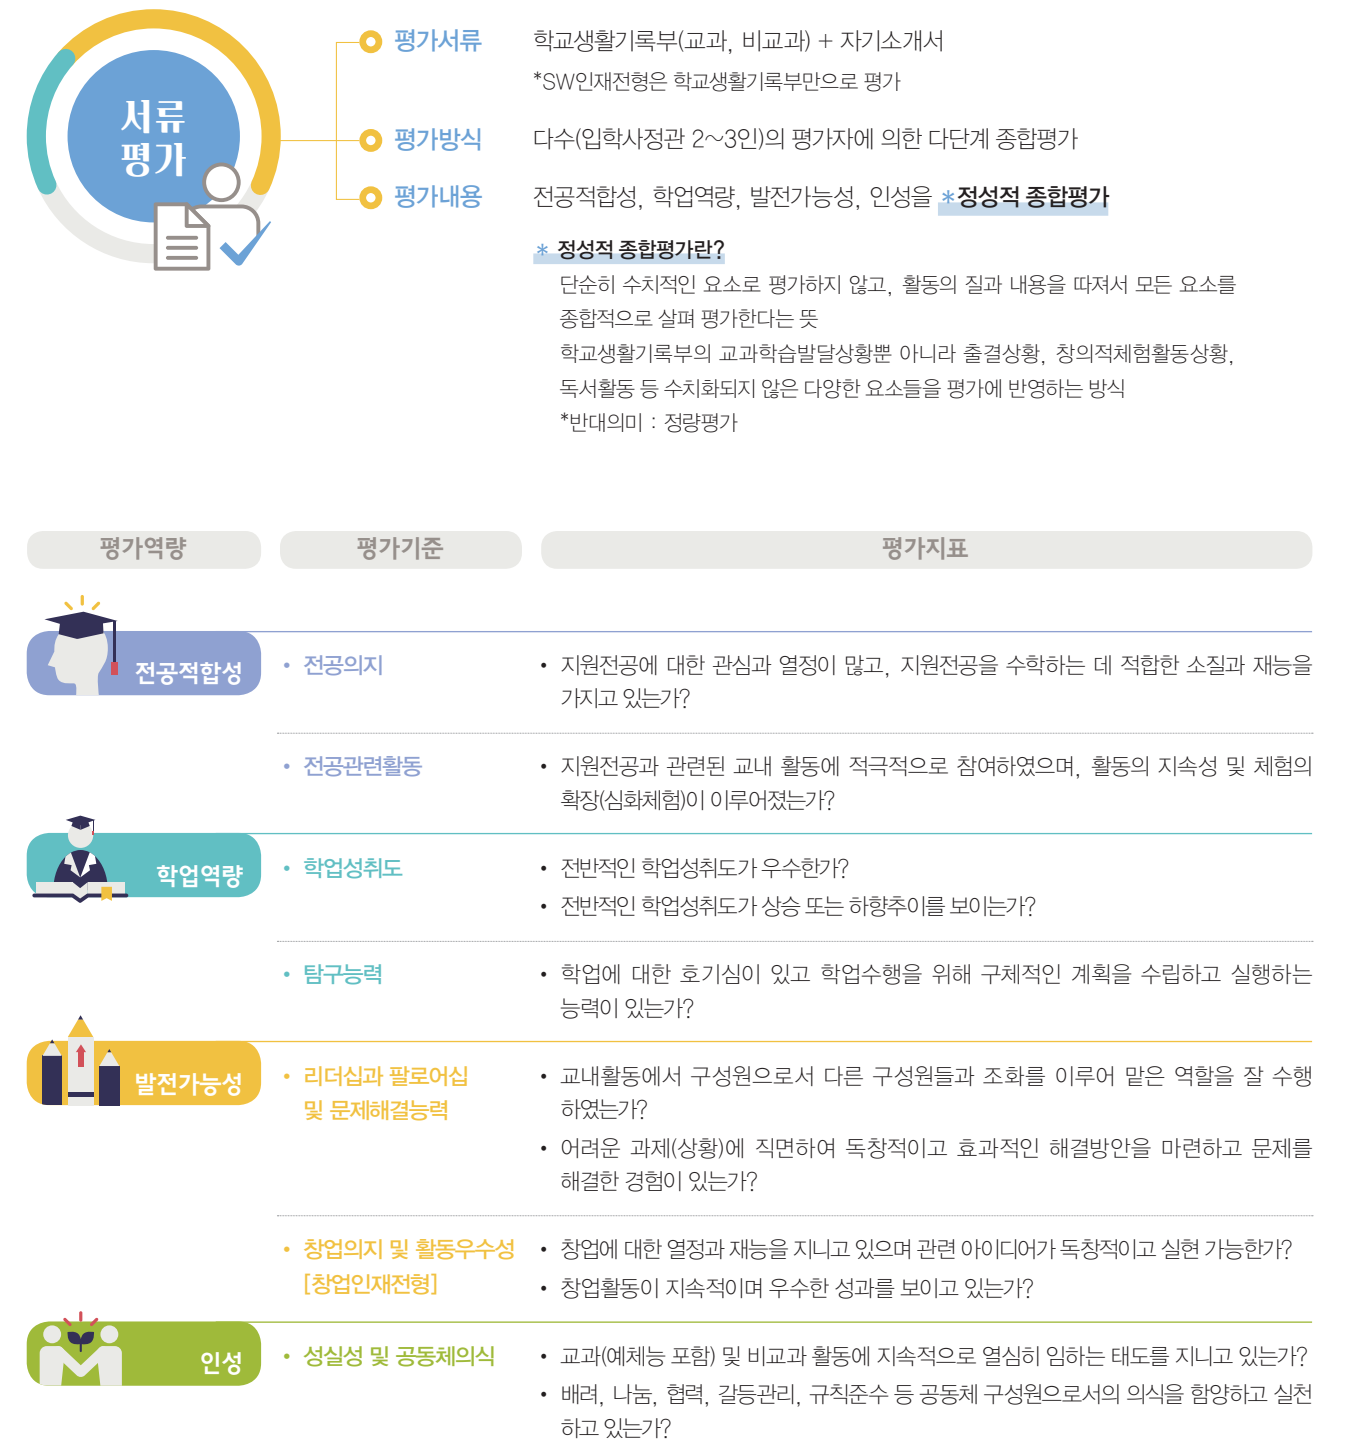 서류
평가
평가서류
학교생활기록부(교과, 비교과) + 자기소개서
*SW인재전형은 학교생활기록부만으로 평가
평가방식
다수(입학사정관 2~3인)의 평가자에 의한 다단계 종합평가
평가내용
전공적합성, 학업역량, 발전가능성, 인성을 *정성적 종합평가
* 정성적 종합평가란?
단순히 수치적인 요소로 평가하지 않고, 활동의 질과 내용을 따져서 모든 요소를
종합적으로 살펴 평가한다는 뜻
학교생활기록부의 교과학습발달상황뿐 아니라 출결상황, 창의적체험활동상황,
독서활동 등 수치화되지 않은 다양한 요소들을 평가에 반영하는 방식
*반대의미 : 정량평가
평가역량
평가기준
평가지표
전공적합성
• 전공의지
• 지원전공에 대한 관심과 열정이 많고, 지원전공을 수학하는 데 적합한 소질과 재능을
가지고 있는가?
• 전공관련활동
• 지원전공과 관련된 교내 활동에 적극적으로 참여하였으며, 활동의 지속성 및 체험의
확장(심화체험)이 이루어졌는가?
학업역량
• 학업성취도
• 전반적인 학업성취도가 우수한가?
• 전반적인 학업성취도가 상승 또는 하향추이를 보이는가?
• 탐구능력
• 학업에 대한 호기심이 있고 학업수행을 위해 구체적인 계획을 수립하고 실행하는
능력이 있는가?
발전가능성
• 리더십과 팔로어십
및 문제해결능력
• 교내활동에서 구성원으로서 다른 구성원들과 조화를 이루어 맡은 역할을 잘 수행
하였는가?
• 어려운 과제(상황)에 직면하여 독창적이고 효과적인 해결방안을 마련하고 문제를
해결한 경험이 있는가?
• 창업의지 및 활동우수성
[창업인재전형]
• 창업에 대한 열정과 재능을 지니고 있으며 관련 아이디어가 독창적이고 실현 가능한가?
• 창업활동이 지속적이며 우수한 성과를 보이고 있는가?
인성
• 성실성 및 공동체의식
• 교과(예체능 포함) 및 비교과 활동에 지속적으로 열심히 임하는 태도를 지니고 있는가?
• 배려, 나눔, 협력, 갈등관리, 규칙준수 등 공동체 구성원으로서의 의식을 함양하고 실천
하고 있는가?